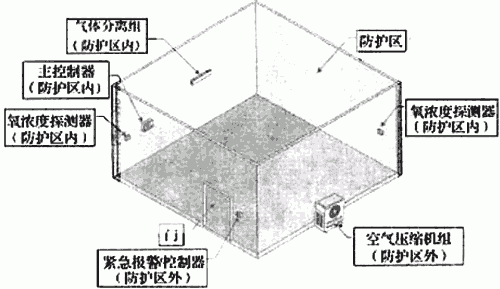 气体分离组
（防护区内）
防护区
主控制器
（防护区内）
氧浓度探测器
（防护区内）
氧浓度探测器
（防护区内）
门
紧急报警控制器
（防护区外）
空气压缩机组
（防护区外）